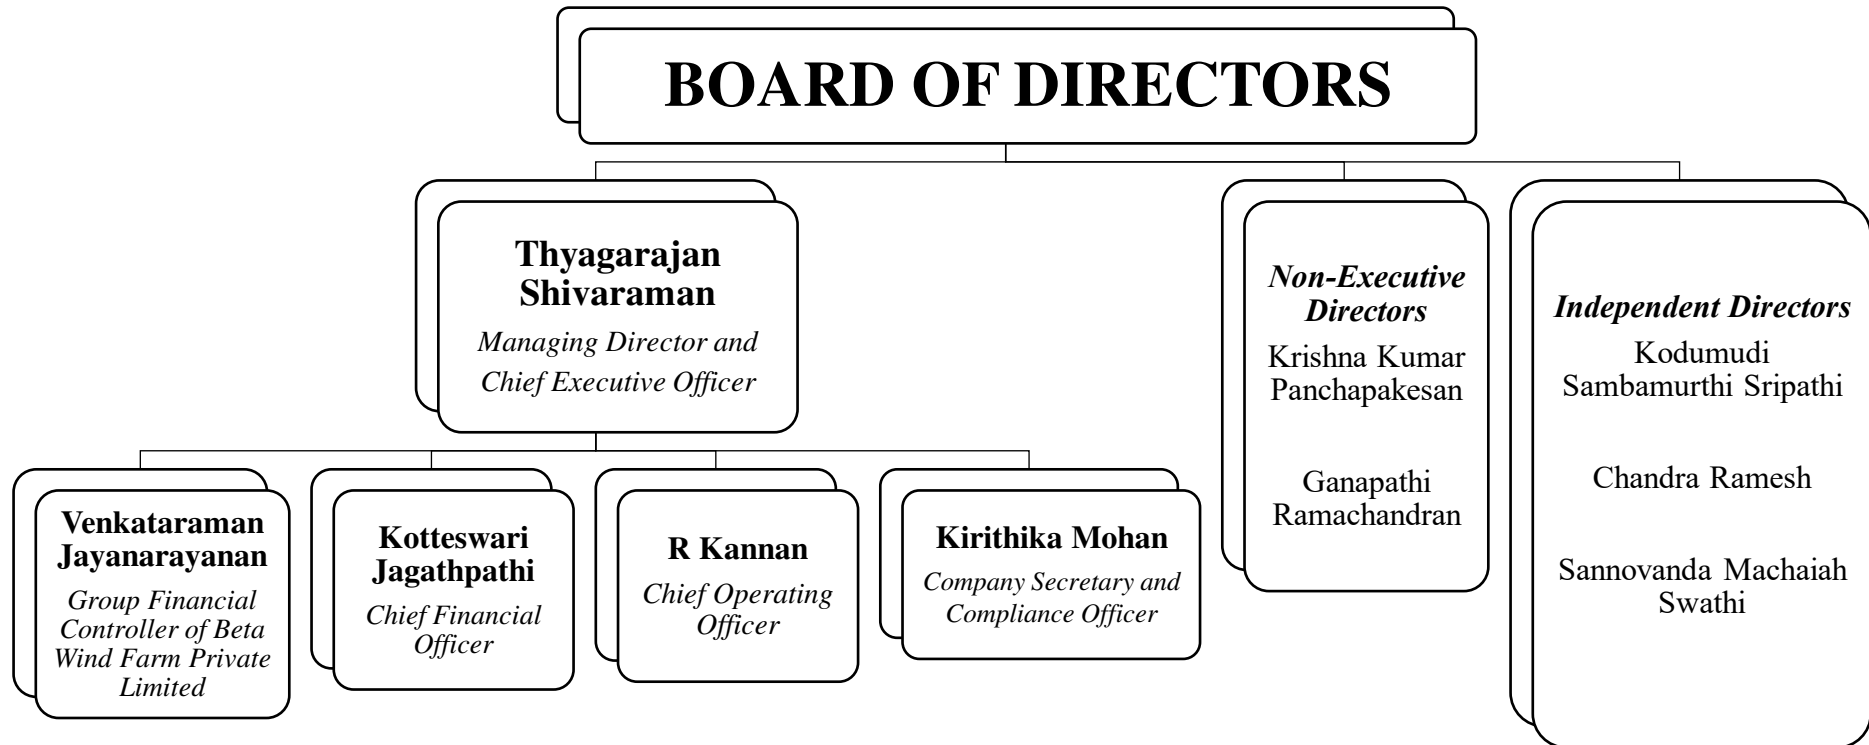 BOARD OF DIRECTORS
Thyagarajan
Shivaraman
Managing Director and
Chief Executive Officer
Non-Executive
Directors
Krishna Kumar
Panchapakesan
Ganapathi
Ramachandran
Independent Directors
Kodumudi
Sambamurthi Sripathi
Chandra Ramesh
Sannovanda Machaiah
Swathi
Venkataraman
Jayanarayanan
Group Financial
Controller of Beta
Wind Farm Private
Limited
Kotteswari
Jagathpathi
Chief Financial
Officer
R Kannan
Chief Operating
Officer
Kirithika Mohan
Company Secretary and
Compliance Officer